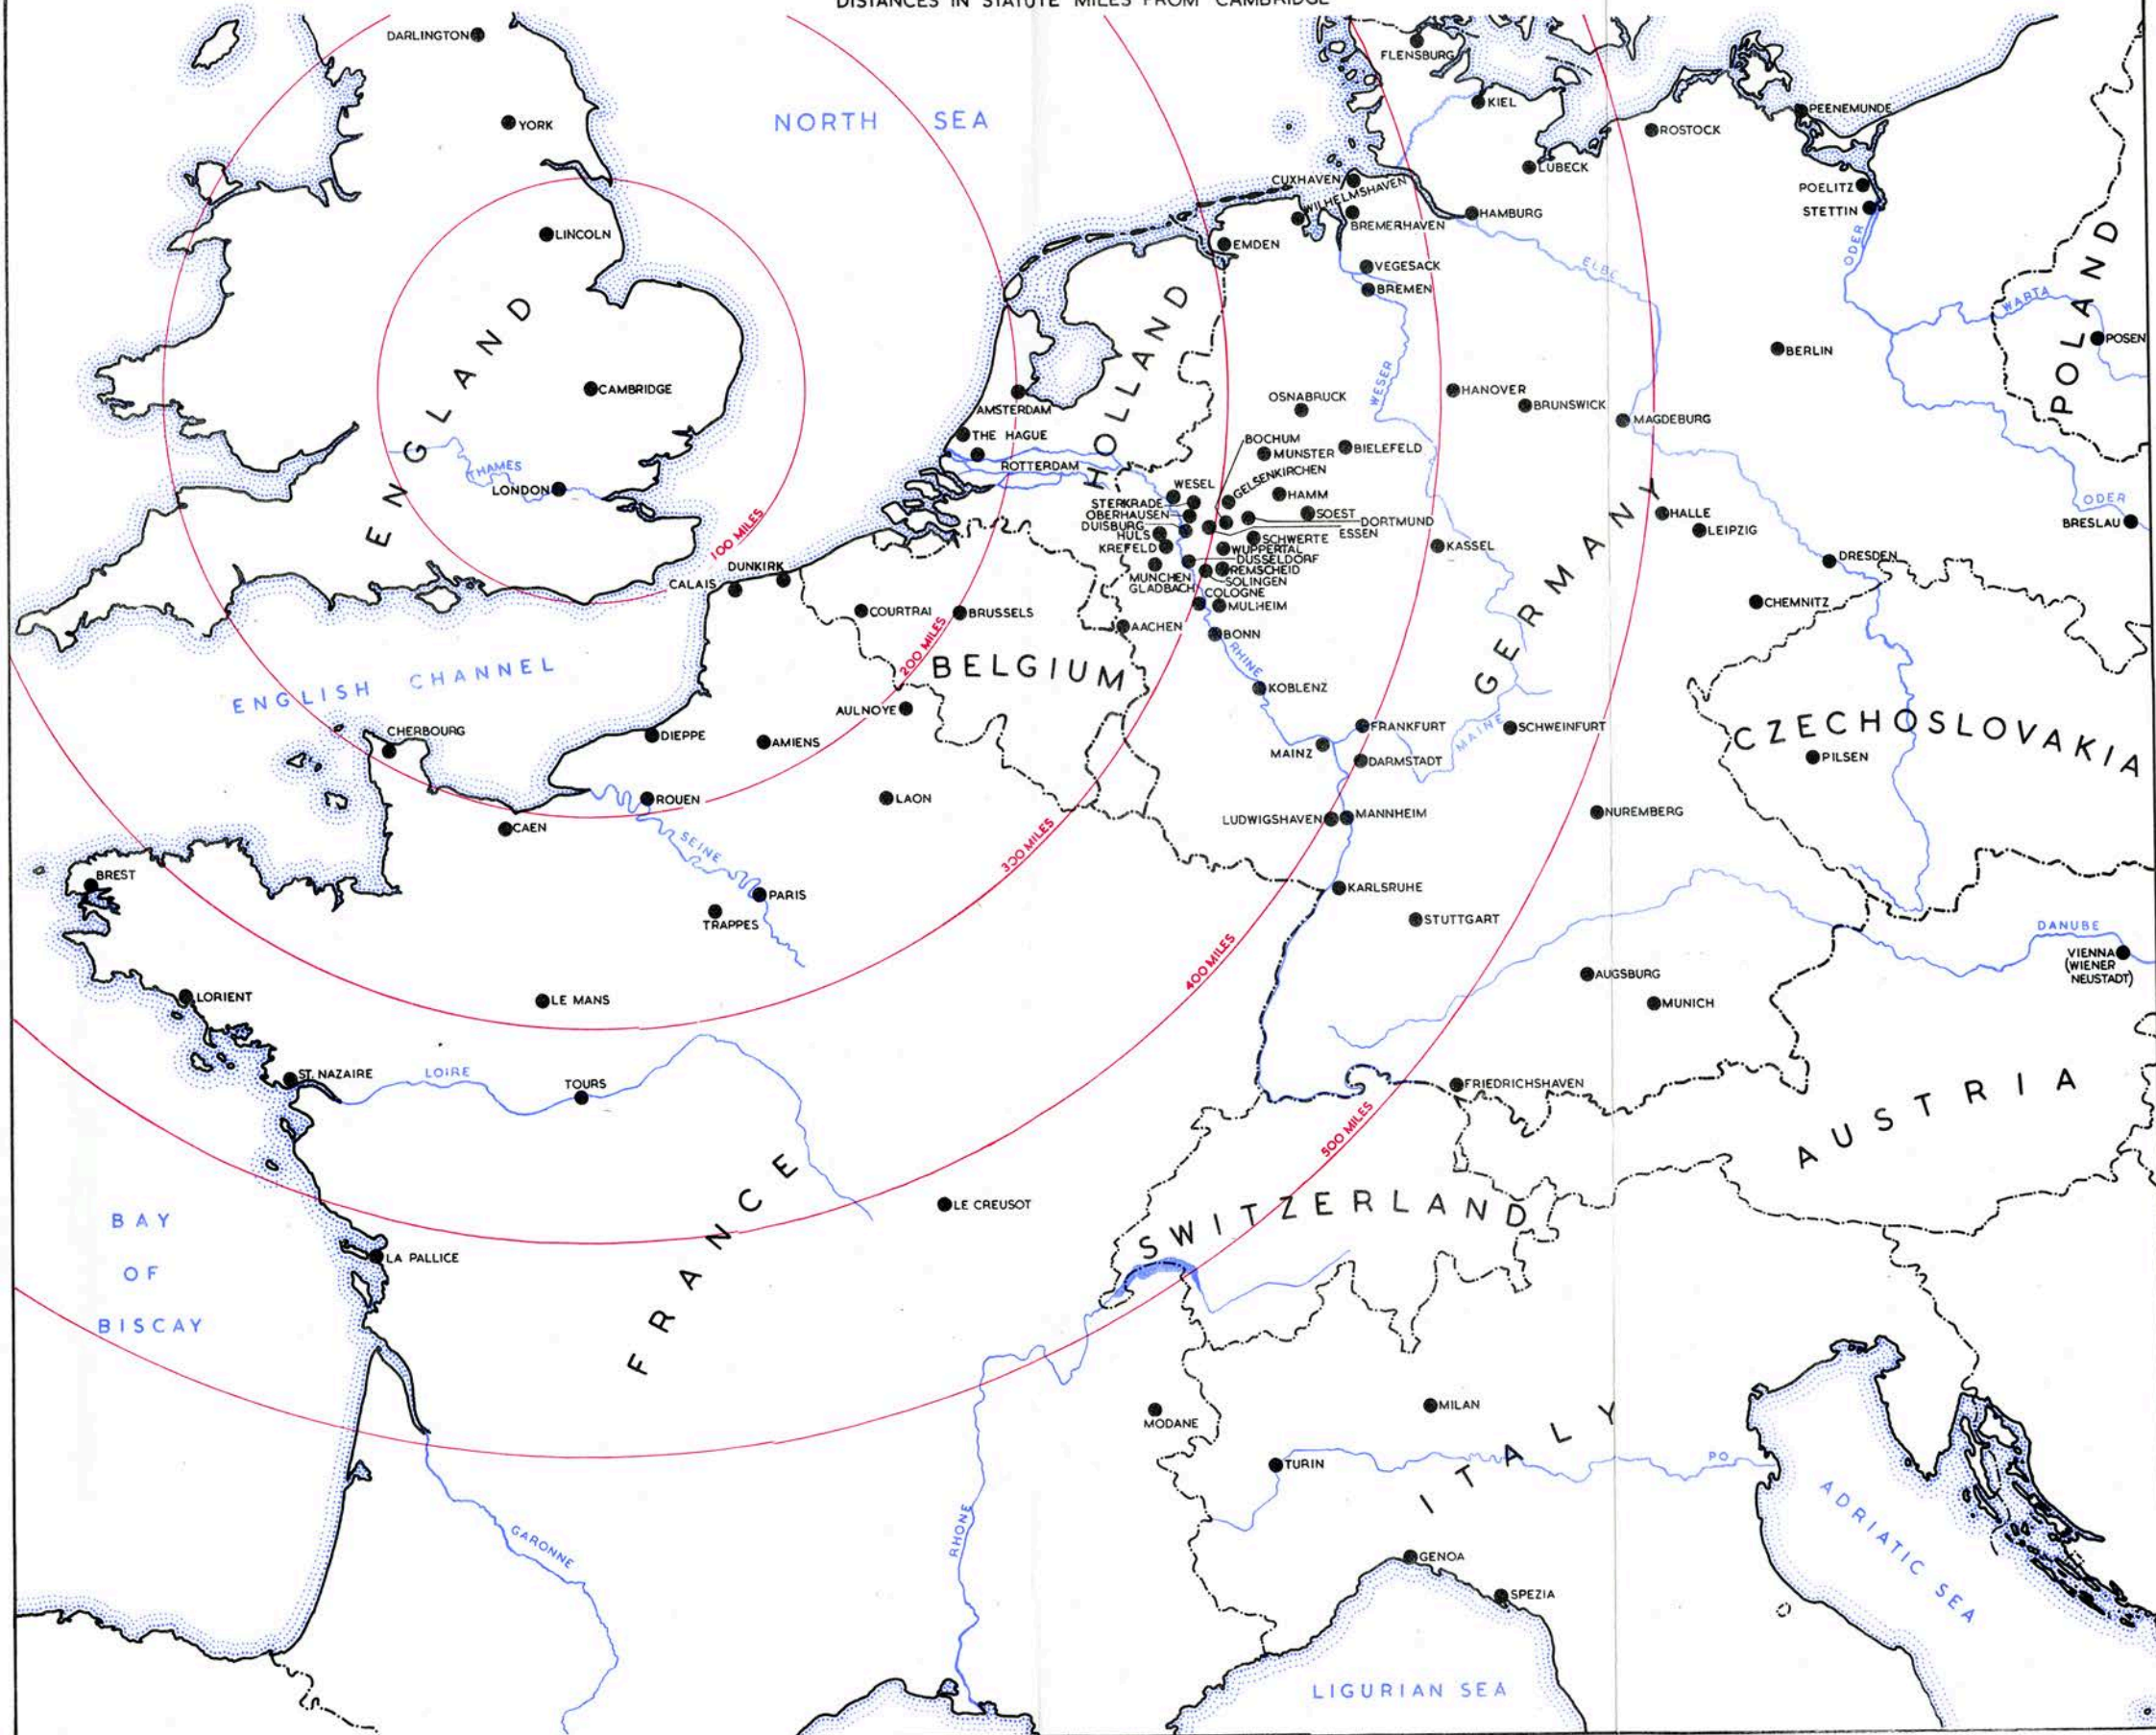 DISTANCES IN STATUTE MILES FROM CAMBRIDGE
DARLINGTON
FLENSBURG
NORTH SEA
YORK
KIEL
PEENEMUNDE
ROSTOCK
LUBECK
CUXHAVEN
WILHELMSHAVEN
POELITZ
STETTIN
HAMBURG
BREMERHAVEN
LINCOLN
EMDEN
ODER
POLAND
VEGESACK
ELBE
BREMEN
WARTA
ENGLAND
HOLLAND
POSEN
BERLIN
CAMBRIDGE
WESER
HANOVER
OSNABRUCK
BRUNSWICK
AMSTERDAM
MAGDEBURG
THE HAGUE
BOCHUM
MUNSTER
BIELEFELD
ROTTERDAM
THAMES
GELSENKIRCHEN
LONDON
WESEL
HAMM
STERKRADE
OBERHAUSEN
SOEST
DORTMUND
HALLE
ODER
BRESLAU
DUISBURG
ESSEN
HULS
SCHWERTE
LEIPZIG
KREFELD
WUPPERTAL
KASSEL
100 MILES
DUSSELDORF
DRESDEN
DUNKIRK
REMSCHEID
MUNCHEN
GLADBACH
SOLINGEN
CALAIS
COLOGNE
MULHEIM
CHEMNITZ
COURTRAI
BRUSSELS
AACHEN
BONN
GERMANY
200 MILES
BELGIUM
RHINE
ENGLISH CHANNEL
KOBLENZ
AULNOYE
CHERBOURG
DIEPPE
AMIENS
FRANKFURT
MAINE
SCHWEINFURT
CZECHOSLOVAKIA
MAINZ
DARMSTADT
PILSEN
ROUEN
LAON
CAEN
LUDWIGSHAVEN
MANNHEIM
NUREMBERG
SEINE
300 MILES
BREST
PARIS
KARLSRUHE
TRAPPES
STUTTGART
DANUBE
400 MILES
VIENNA
(WIENER
NEUSTADT)
AUGSBURG
LORIENT
LE MANS
MUNICH
ST. NAZAIRE
LOIRE
TOURS
FRIEDRICHSHAVEN
AUSTRIA
500 MILES
FRANCE
LE CREUSOT
SWITZERLAND
BAY
OF
BISCAY
LA PALLICE
MODANE
MILAN
ITALY
TURIN
PO
ADRIATIC SEA
GARONNE
RHONE
GENOA
SPEZIA
LIGURIAN SEA